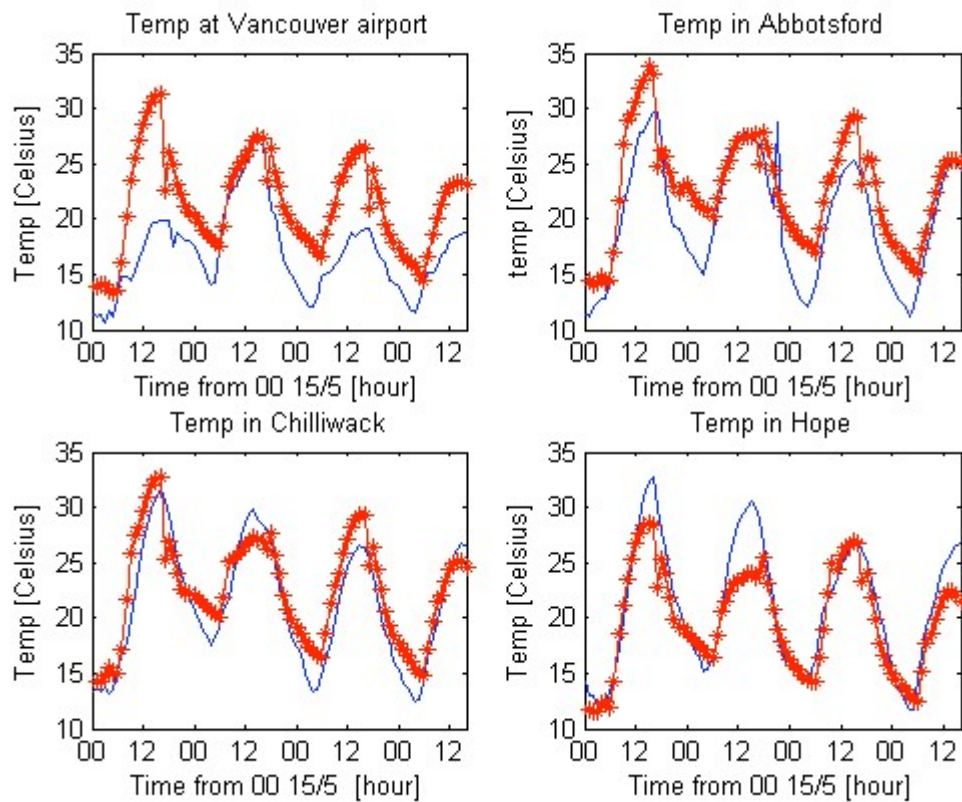 Temp at Vancouver airport
Temp [Celsius]
35
30
25
20
15
10
00 12 00 12 00 12 00 12
Time from 00 15/5 [hour]
Temp in Abbotsford
temp [Celsius]
35
30
25
20
15
10
00 12 00 12 00 12 00 12
Time from 00 15/5 [hour]
Temp in Chilliwack
Temp [Celsius]
35
30
25
20
15
10
00 12 00 12 00 12 00 12
Time from 00 15/5 [hour]
Temp in Hope
Temp [Celsius]
35
30
25
20
15
10
00 12 00 12 00 12 00 12
Time from 00 15/5 [hour]